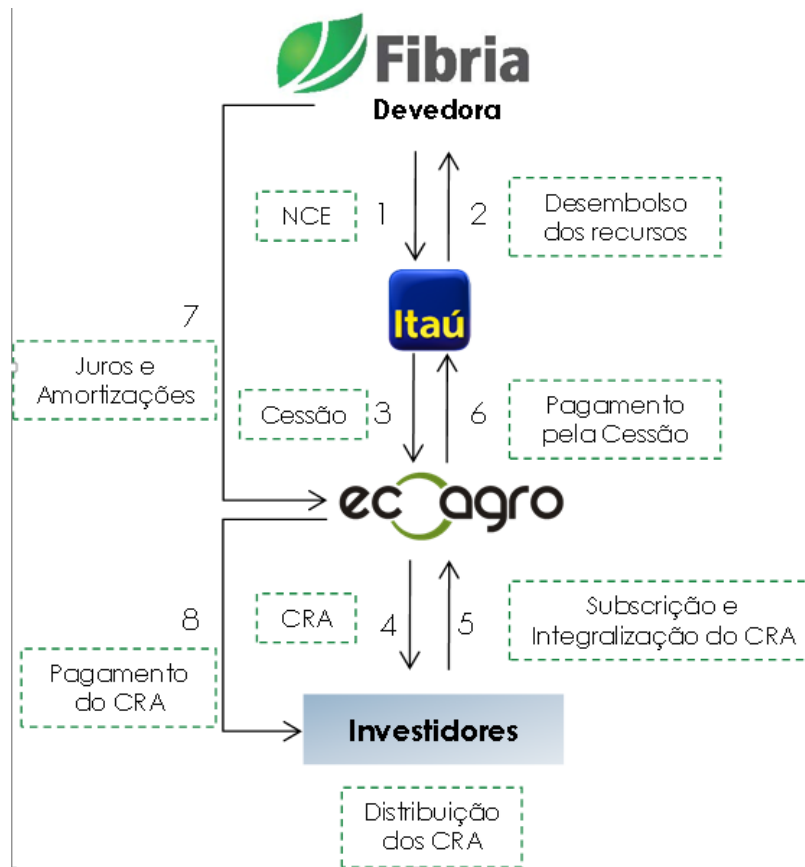 Fibria
Devedora
NCE
1
2
Desembolso
dos recursos
Itaú
7
Juros e
Amortizações
Cessão
3
6
Pagamento
pela Cessão
ecoagro
8
CRA
4
5
Subscrição e
Integralização do CRA
Pagamento
do CRA
Investidores
Distribuição
dos CRA